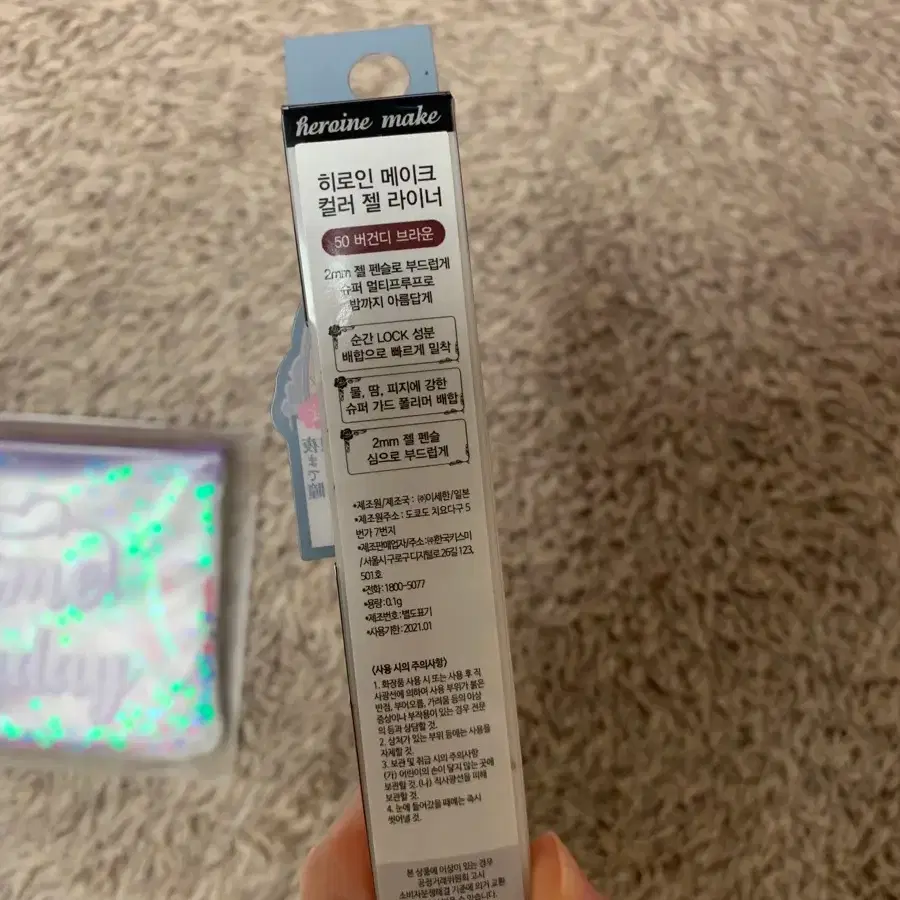 heroine make
히로인 메이크
컬러 젤 라이너
50 버건디 브라운
2mm 젤 펜슬로 부드럽게
슈퍼 멀티프루프로
밤까지 아름답게
순간 LOCK 성분
배합으로 빠르게 밀착
물, 땀, 피지에 강한
슈퍼 가드 폴리머 배합
2mm 젤 펜슬
심으로 부드럽게
*제조원/제조국 : ㈜이세한/일본
*제조원주소 : 도쿄도 치요다구 5
번가 7번지
*제조판매업자/주소:㈜한국키스미
/서울시 구로구 디지털로 26길 123,
501호
*전화:1800-5077
*용량:0.1g
*제조번호:별도표기
*사용기한:2021.01
<사용 시의 주의사항>
1. 화장품 사용 시 또는 사용 후 직
사광선에 의하여 사용 부위가 붉은
반점, 부어오름, 가려움 등의 이상
증상이나 부작용이 있는 경우 전문
의 등과 상담할 것.
2. 상처가 있는 부위 등에는 사용을
자제할 것.
3. 보관 및 취급 시의 주의사항
(가) 어린이의 손이 닿지 않는 곳에
보관할 것. (나) 직사광선을 피해
보관할 것.
4. 눈에 들어갔을 때에는 즉시
씻어낼 것.
본 상품에 이상이 있는 경우
공정거래위원회 고시
소비자분쟁해결 기준에 의거 교환
夜まで瞳